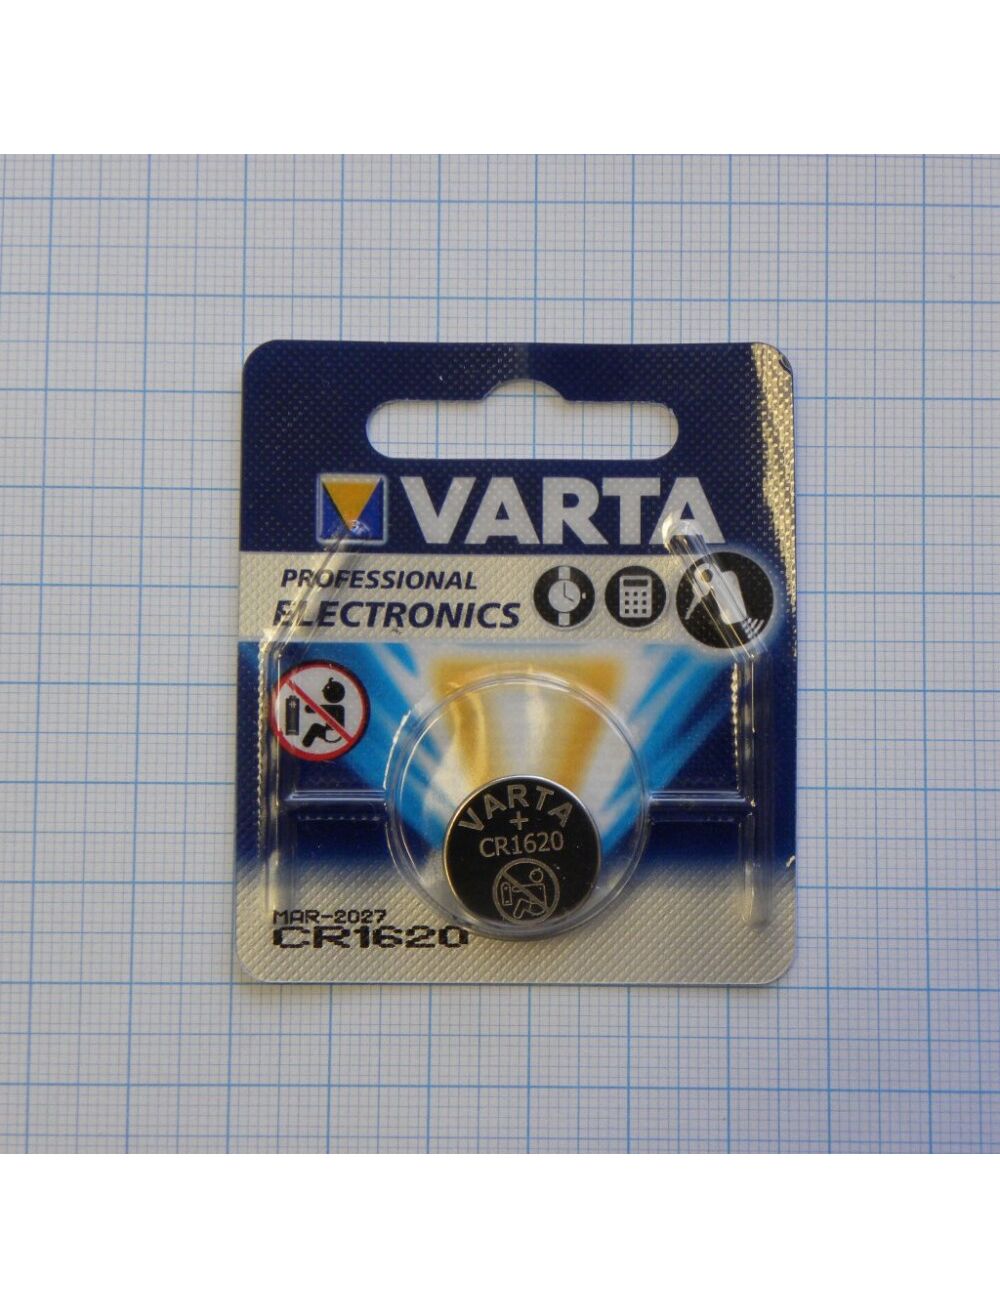 VARTA
PROFESSIONAL
ELECTRONICS
VARTA
+
CR1620
MAR-2027
CR1620